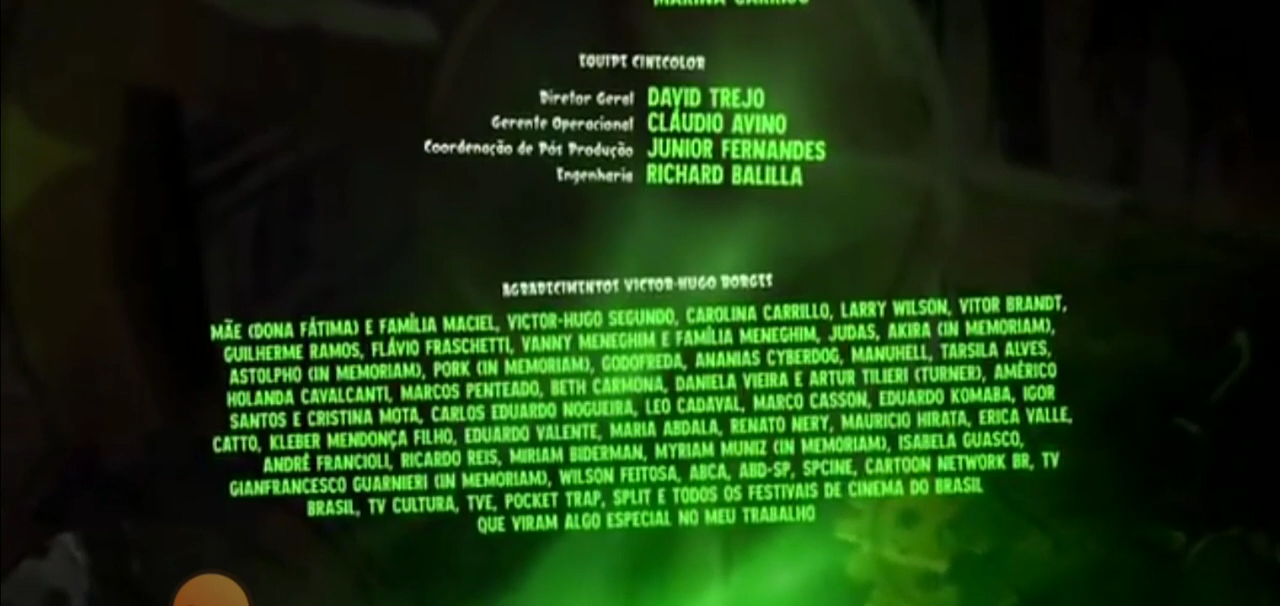 EQUIPE CINECOLOR
Diretor Geral DAVID TREJO
Gerente Operacional CLÁUDIO AVINO
Coordenação de Pós Produção JUNIOR FERNANDES
Engenharia RICHARD BALILLA
AGRADECIMENTOS VICTOR-HUGO BORGES
MÃE (DONA FÁTIMA) E FAMÍLIA MACIEL, VICTOR-HUGO SEGUNDO, CAROLINA CARRILLO, LARRY WILSON, VITOR BRANDT,
GUILHERME RAMOS, FLÁVIO FRASCHETTI, VANNY MENEGHIM E FAMÍLIA MENEGHIM, JUDAS, AKIRA (IN MEMORIAM),
ASTOLPHO (IN MEMORIAM), PORK (IN MEMORIAM), GODOFREDA, ANANIAS CYBERDOG, MANUHELL, TARSILA ALVES,
HOLANDA CAVALCANTI, MARCOS PENTEADO, BETH CARMONA, DANIELA VIEIRA E ARTUR TILIERI (TURNER), AMÉRICO
SANTOS E CRISTINA MOTA, CARLOS EDUARDO NOGUEIRA, LEO CADAVAL, MARCO CASSON, EDUARDO KOMABA, IGOR
CATTO, KLEBER MENDONÇA FILHO, EDUARDO VALENTE, MARIA ABDALA, RENATO NERY, MAURICIO HIRATA, ERICA VALLE,
ANDRÉ FRANCIOLI, RICARDO REIS, MIRIAM BIDERMAN, MYRIAM MUNIZ (IN MEMORIAM), ISABELA GUASCO,
GIANFRANCESCO GUARNIERI (IN MEMORIAM), WILSON FEITOSA, ABCA, ABD-SP, SPCINE, CARTOON NETWORK BR, TV
BRASIL, TV CULTURA, TVE, POCKET TRAP, SPLIT E TODOS OS FESTIVAIS DE CINEMA DO BRASIL
QUE VIRAM ALGO ESPECIAL NO MEU TRABALHO